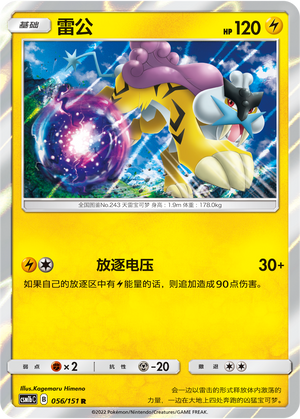 基础 雷公 HP 120
全国图鉴No.243 天雷宝可梦 身高：1.9m 体重：178.0kg
放逐电压 30+
如果自己的放逐区中有能量的话，则追加造成90点伤害。
弱点 ×2 抗性 -20 撤退
Illus.Kagemaru Himeno
CSM1bC B 056/151 R
会一边以雷击的形式释放体内激流的电力，一边在大地上四处奔跑的凶猛宝可梦。
©2022 Pokémon/Nintendo/Creatures/GAME FREAK.